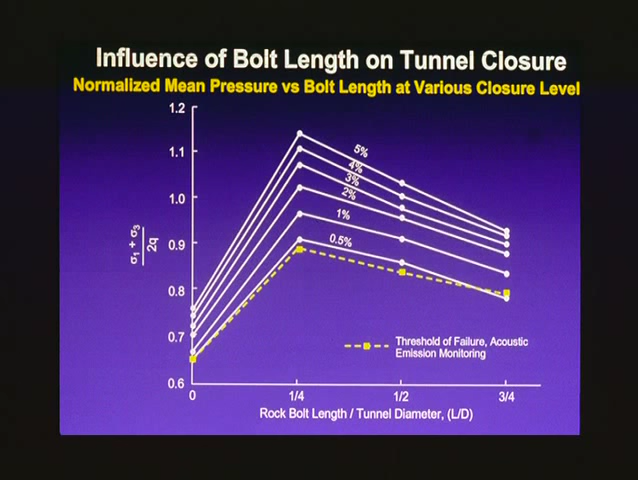 Influence of Bolt Length on Tunnel Closure
Normalized Mean Pressure vs Bolt Length at Various Closure Level
1.2
1.1
1.0
0.9
0.8
0.7
0.6
σ₁ + σ₃
2q
5%
4%
3%
2%
1%
0.5%
Threshold of Failure, Acoustic
Emission Monitoring
0 1/4 1/2 3/4
Rock Bolt Length / Tunnel Diameter, (L/D)